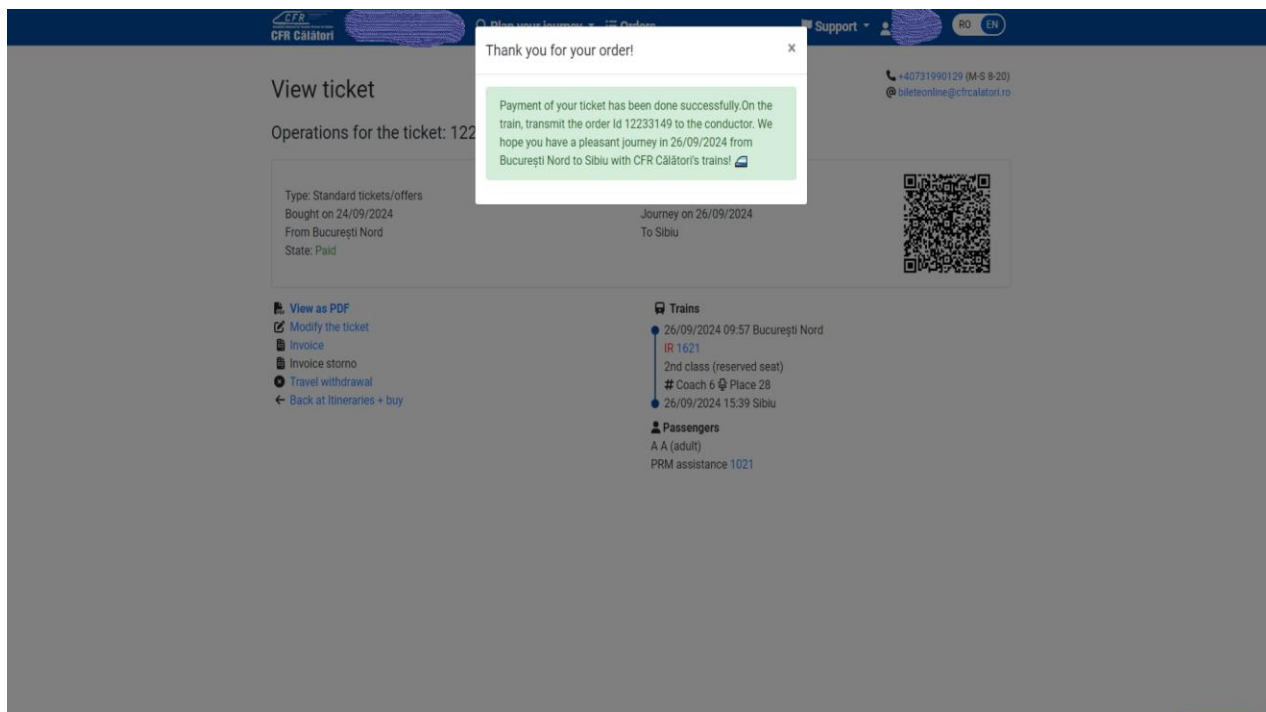 CFR
CFR Călători
Plan your journey
Orders
Support
RO EN
Thank you for your order! ×
Payment of your ticket has been done successfully.On the
train, transmit the order Id 12233149 to the conductor. We
hope you have a pleasant journey in 26/09/2024 from
București Nord to Sibiu with CFR Călători's trains!
View ticket
+40731990129 (M-S 8-20)
bileteonline@cfrcalatori.ro
Operations for the ticket: 122
Type: Standard tickets/offers
Bought on 24/09/2024
From București Nord
State: Paid
Journey on 26/09/2024
To Sibiu
View as PDF
Modify the ticket
Invoice
Invoice storno
Travel withdrawal
Back at Itineraries + buy
Trains
26/09/2024 09:57 București Nord
IR 1621
2nd class (reserved seat)
# Coach 6 Place 28
26/09/2024 15:39 Sibiu
Passengers
A A (adult)
PRM assistance 1021